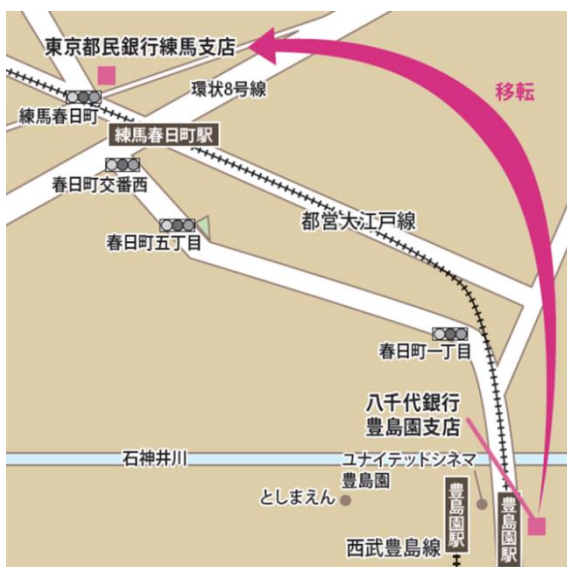 東京都民銀行練馬支店
移転
環状8号線
練馬春日町
練馬春日町駅
春日町交番西
都営大江戸線
春日町五丁目
春日町一丁目
八千代銀行
豊島園支店
石神井川
ユナイテッドシネマ
豊島園
としまえん
豊島園駅
豊島園駅
西武豊島線